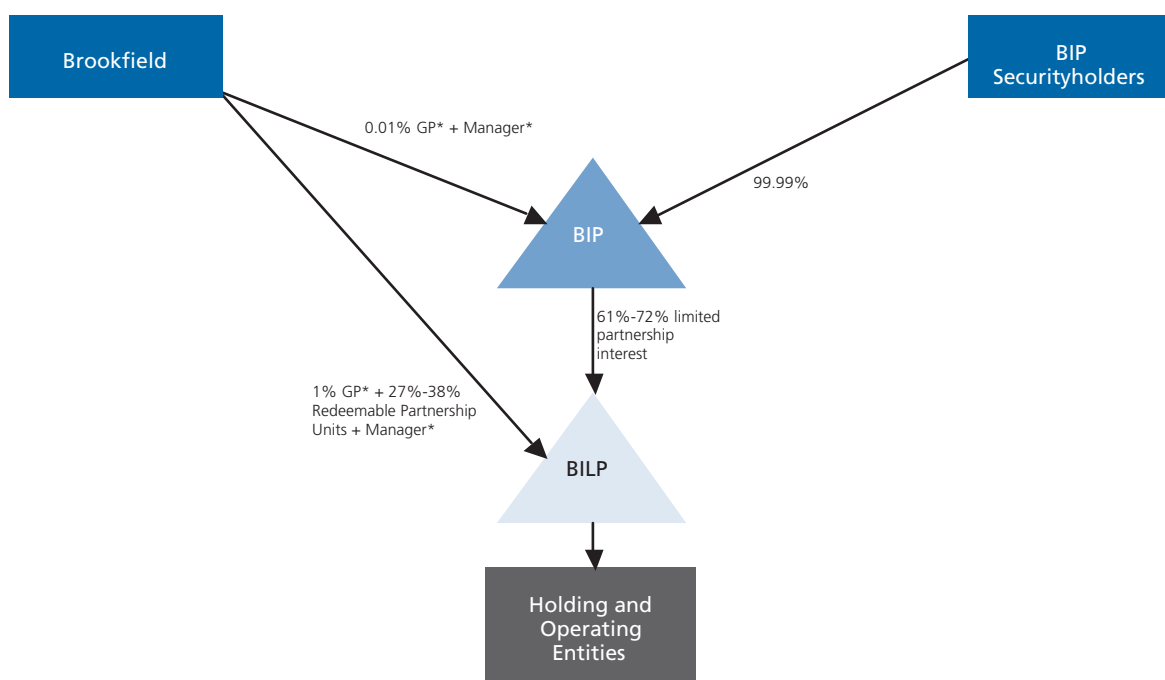 Brookfield
BIP
Securityholders
0.01% GP* + Manager*
99.99%
BIP
61%-72% limited
partnership
interest
1% GP* + 27%-38%
Redeemable Partnership
Units + Manager*
BILP
Holding and
Operating
Entities